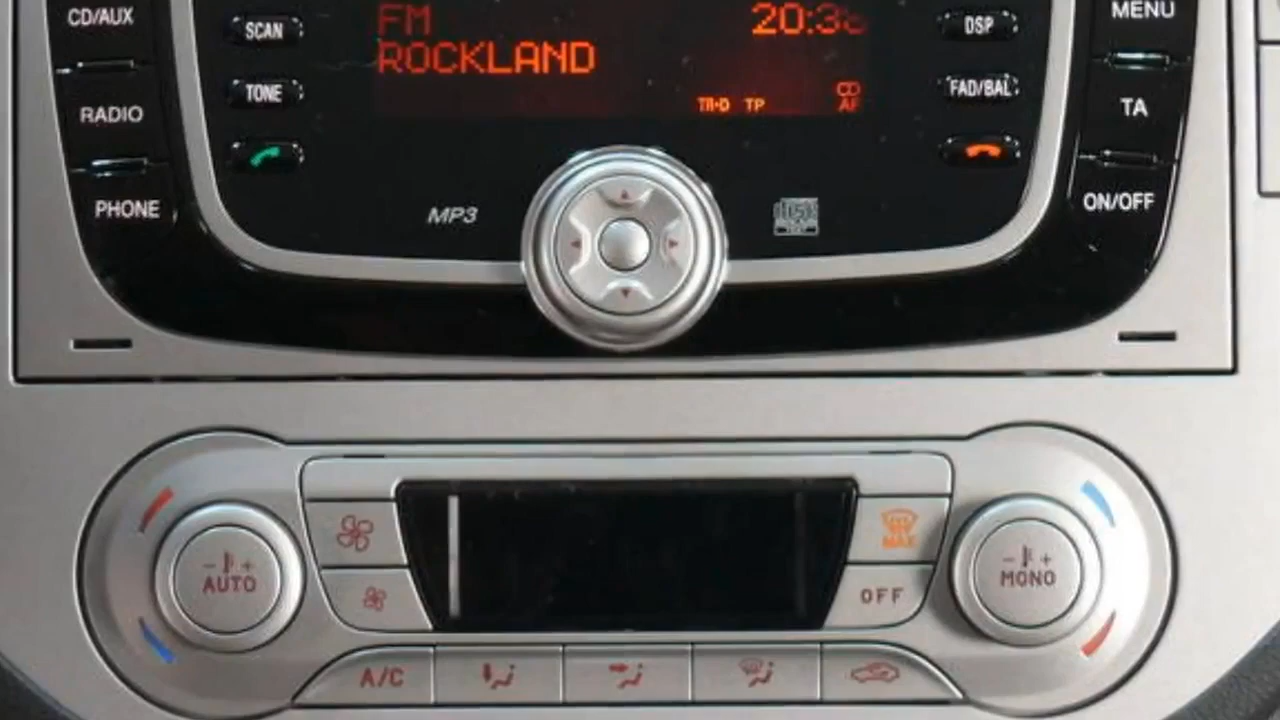 CD/AUX
SCAN
FM
DSP
MENU
ROCKLAND
TONE
FAD/BAL
RADIO
TA
TP
AF
PHONE
MP3
ON/OFF
- +
AUTO
MAX
- +
MONO
OFF
A/C